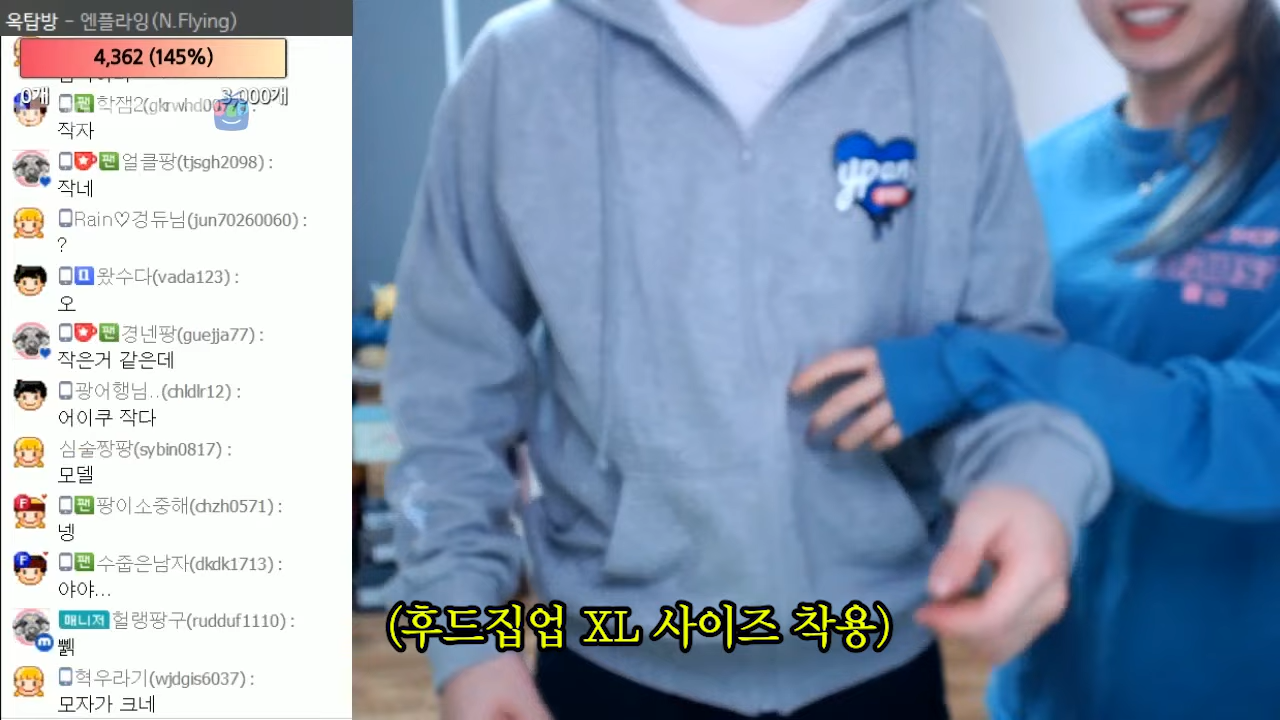 옥탑방 - 엔플라잉(N.Flying)
4,362 (145%)
0개 3,000개
팬 학잼2
작자
팬 얼클팡(tjsgh2098) :
작네
Rain♡겅듀님(jun70260060) :
?
왔수다(vada123) :
오
팬 경넨팡(guejja77) :
작은거 같은데
광어행님..(chldlr12) :
어이쿠 작다
심술짱팡(sybin0817) :
모델
팬 팡이소중해(chzh0571) :
넹
팬 수줍은남자(dkdk1713) :
야야...
매니저 헐랭팡구(rudduf1110) :
뷁
혁우라기(wjdgis6037) :
모자가 크네
(후드집업 XL 사이즈 착용)